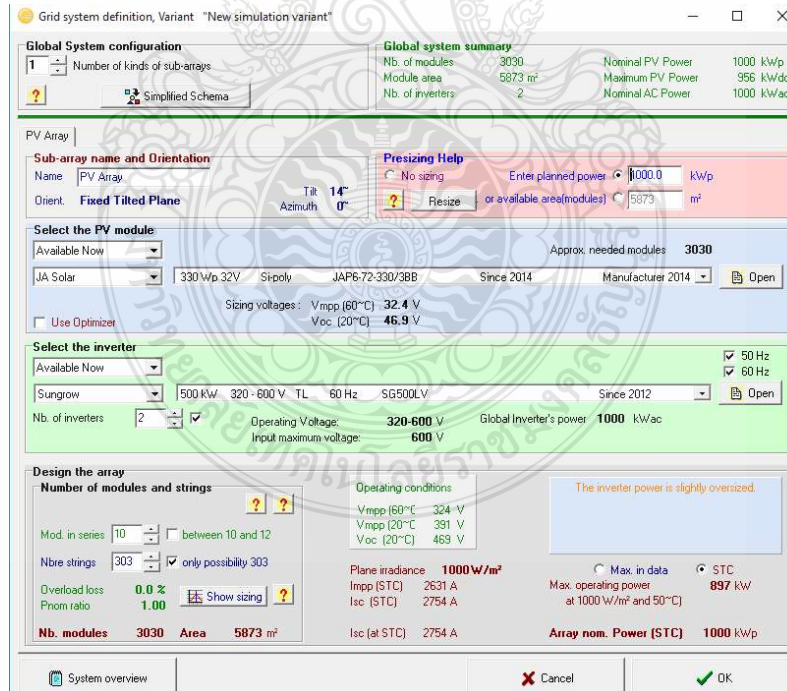 Grid system definition, Variant "New simulation variant"
Global System configuration
1 Number of kinds of sub-arrays
? Simplified Schema
Global system summary
Nb. of modules 3030 Nominal PV Power 1000 kWp
Module area 5873 m² Maximum PV Power 956 kWdc
Nb. of inverters 2 Nominal AC Power 1000 kWac
PV Array
Sub-array name and Orientation
Name PV Array
Orient. Fixed Tilted Plane Tilt 14~
Azimuth 0~
Presizing Help
No sizing Enter planned power 1000.0 kWp
? Resize or available area(modules) 5873 m²
Select the PV module
Available Now Approx. needed modules 3030
JA Solar 330 Wp 32V Si-poly JAP6-72-330/3BB Since 2014 Manufacturer 2014 Open
Sizing voltages : Vmpp (60~C) 32.4 V
Use Optimizer Voc (20~C) 46.9 V
Select the inverter
Available Now 50 Hz
60 Hz
Sungrow 500 kW 320 - 600 V TL 60 Hz SG500LV Since 2012 Open
Nb. of inverters 2 Operating Voltage: 320-600 V Global Inverter's power 1000 kWac
Input maximum voltage: 600 V
Design the array
Number of modules and strings
? ?
Mod. in series 10 between 10 and 12
Nbre strings 303 only possibility 303
Overload loss 0.0 %
Pnom ratio 1.00 Show sizing ?
Nb. modules 3030 Area 5873 m²
Operating conditions
Vmpp (60~C 324 V
Vmpp (20~C 391 V
Voc (20~C) 469 V
Plane irradiance 1000 W/m²
Impp (STC) 2631 A
Isc (STC) 2754 A
Isc (at STC) 2754 A
The inverter power is slightly oversized.
Max. in data STC
Max. operating power 897 kW
at 1000 W/m² and 50~C)
Array nom. Power (STC) 1000 kWp
System overview Cancel OK